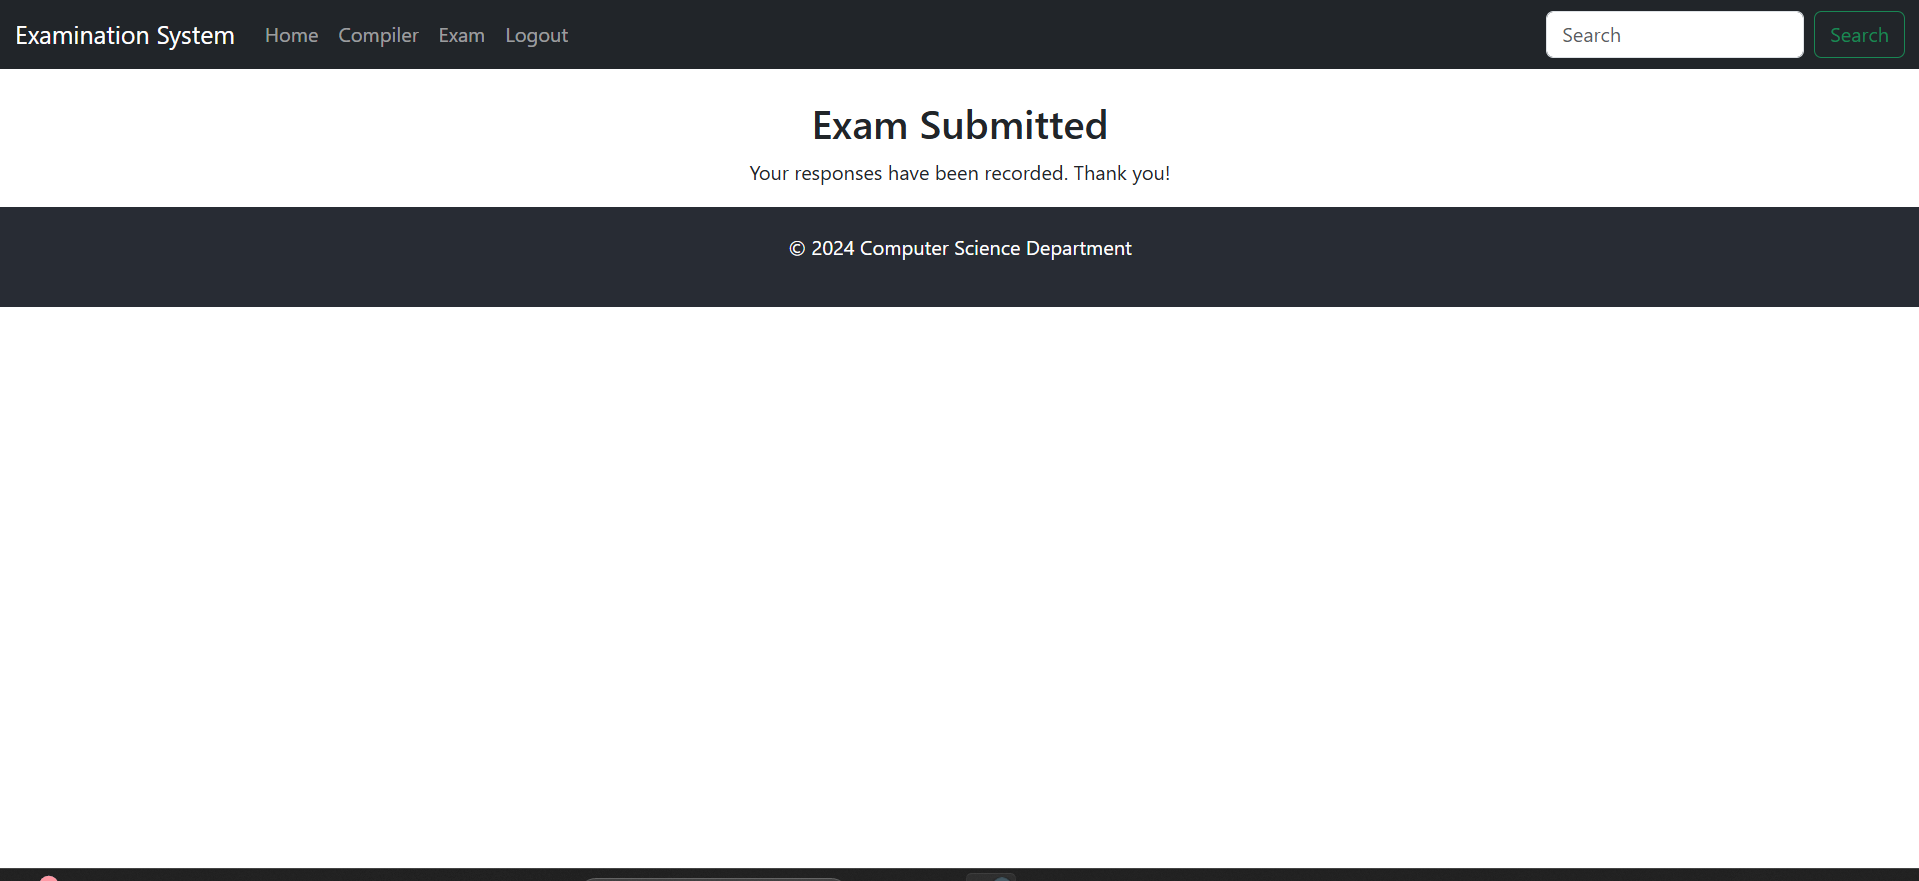 Examination System Home Compiler Exam Logout Search Search
Exam Submitted
Your responses have been recorded. Thank you!
© 2024 Computer Science Department